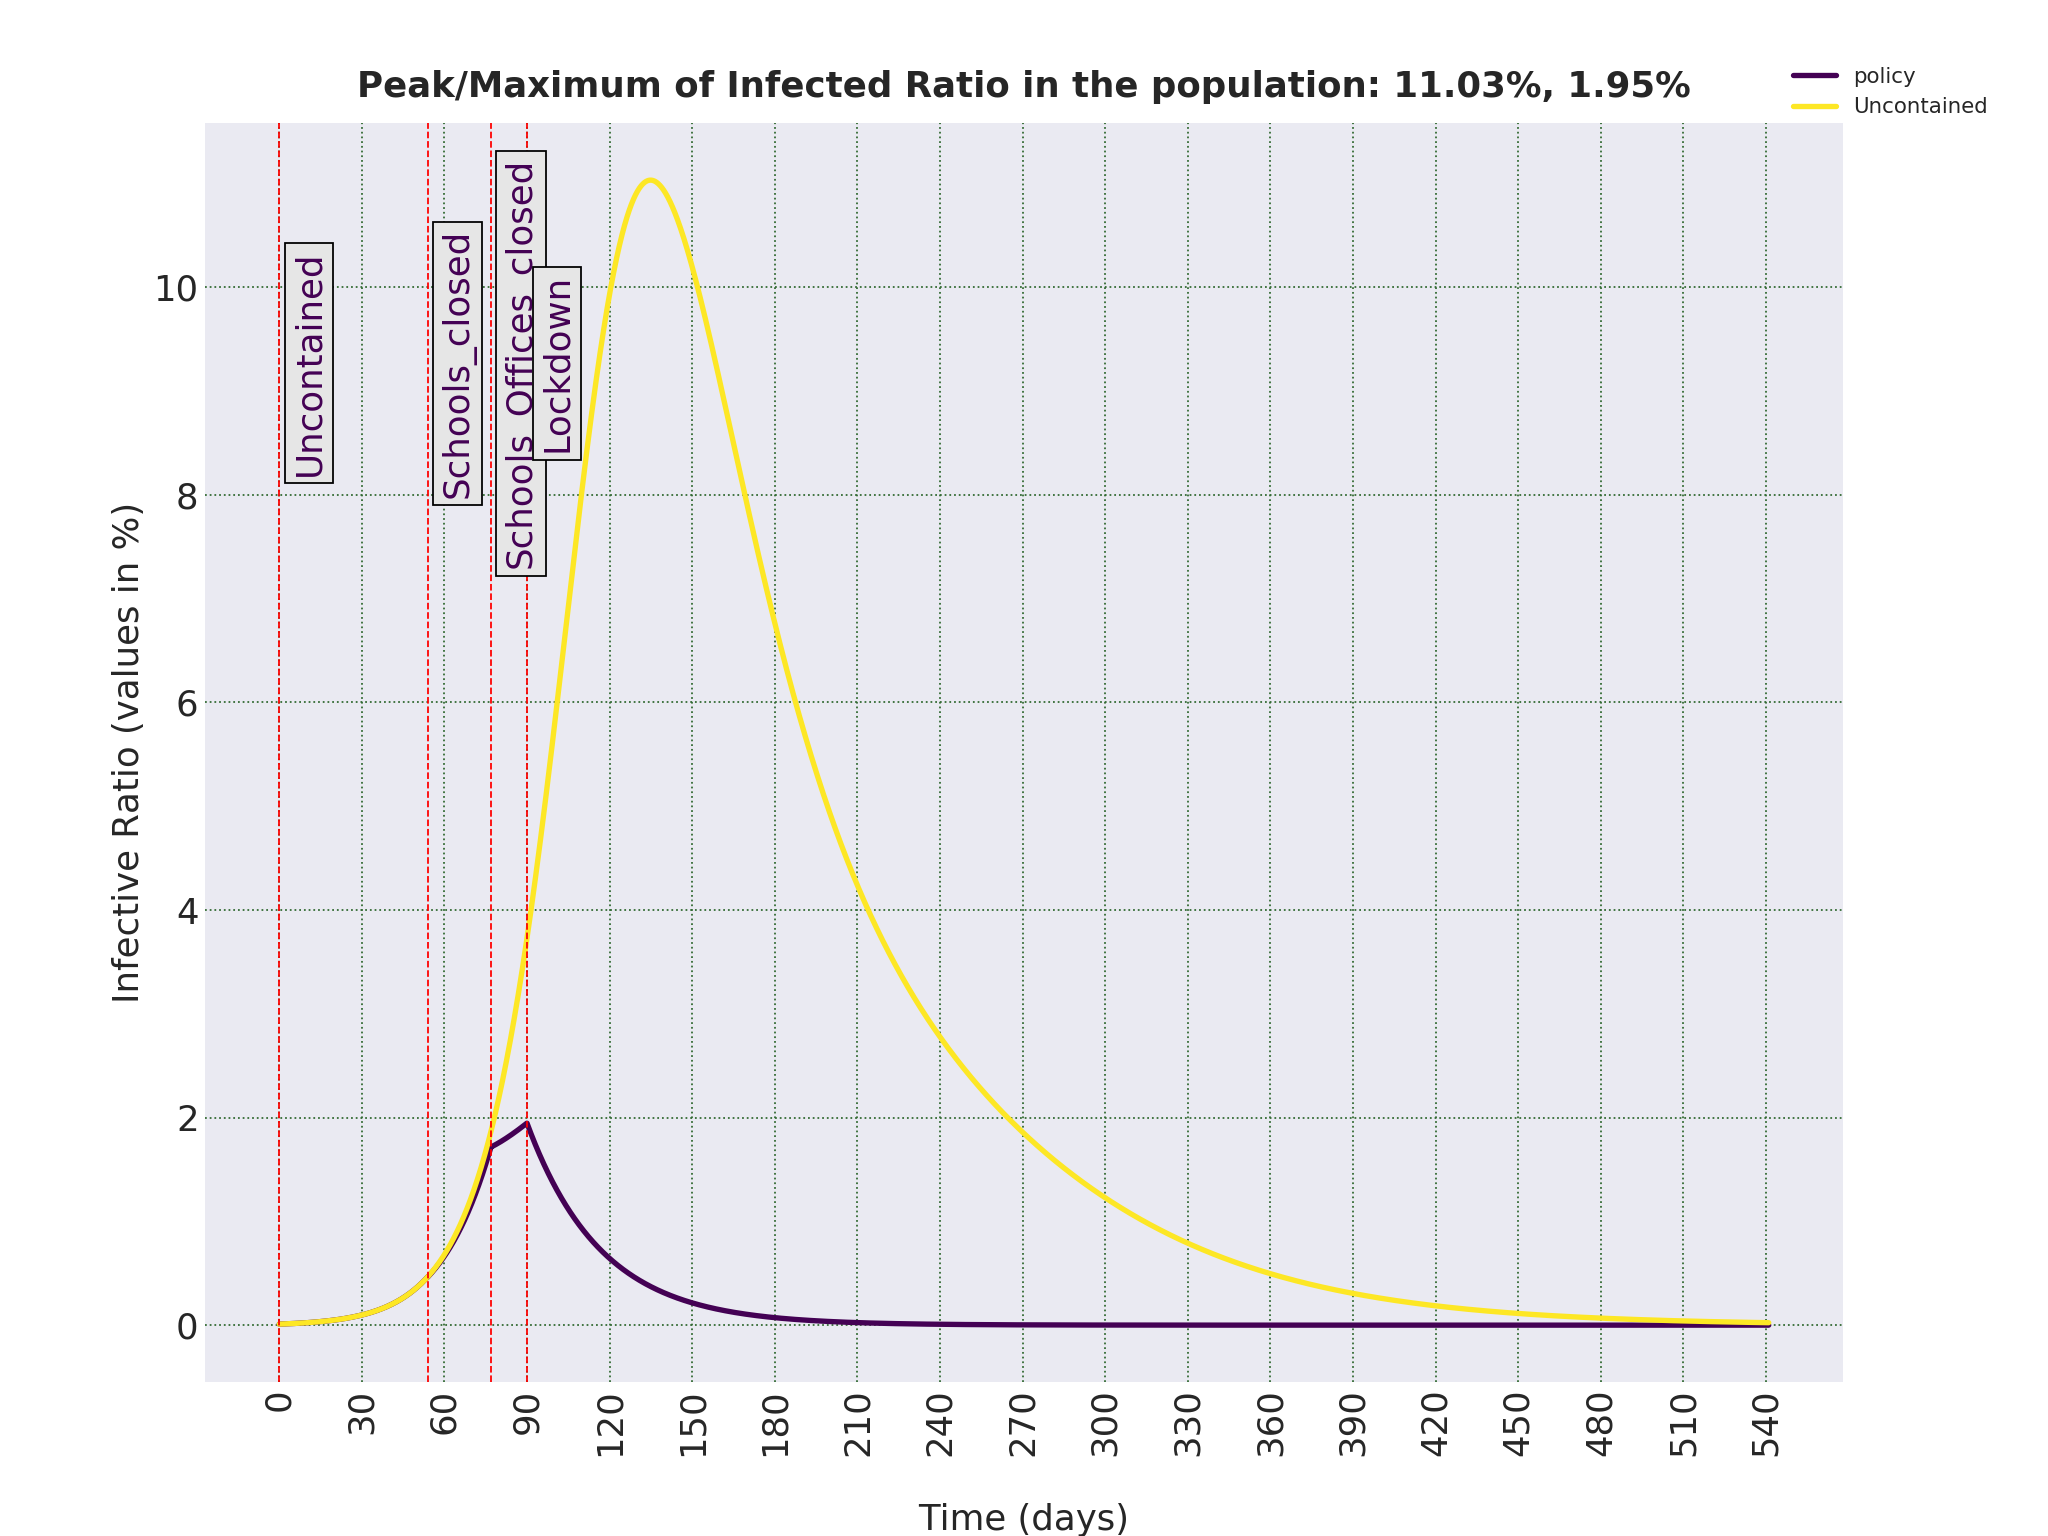 Peak/Maximum of Infected Ratio in the population: 11.03%, 1.95%
policy
Uncontained
Uncontained
Schools_closed
Schools_Offices_closed
Lockdown
Infective Ratio (values in %)
10
8
6
4
2
0
0 30 60 90 120 150 180 210 240 270 300 330 360 390 420 450 480 510 540
Time (days)